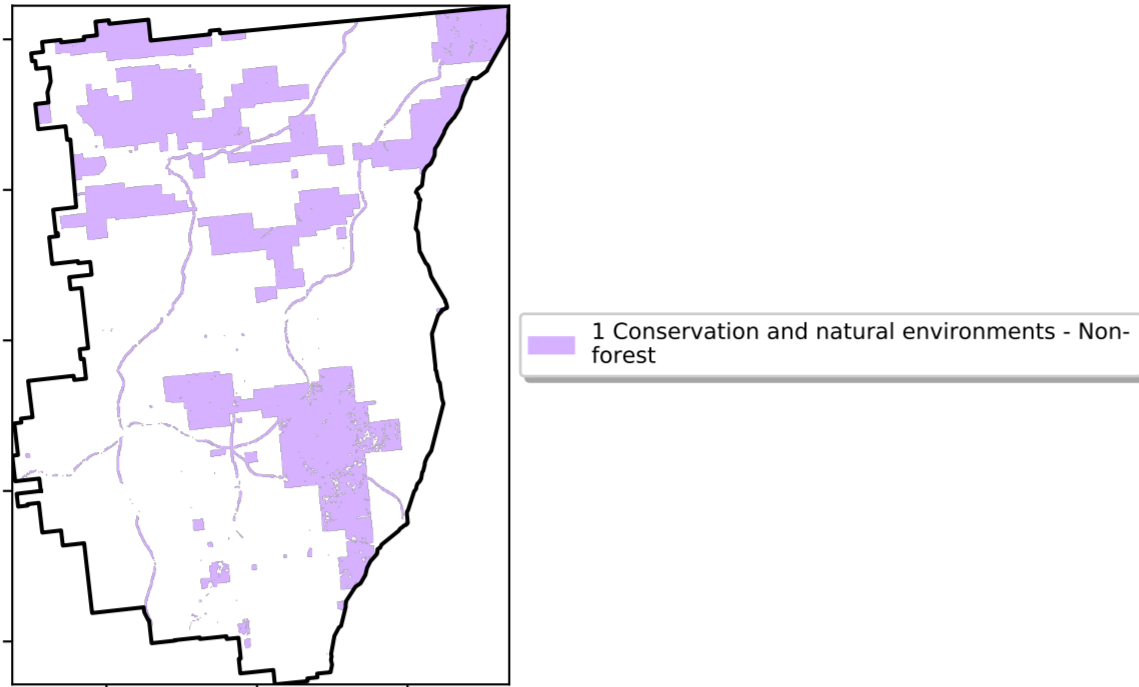 1 Conservation and natural environments - Non-
forest